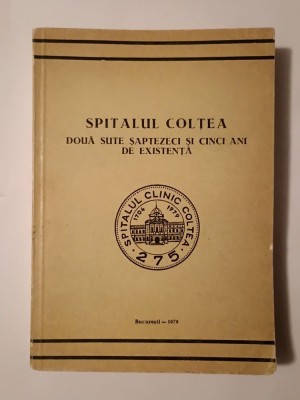 SPITALUL COLȚEA
DOUĂ SUTE ȘAPTEZECI ȘI CINCI ANI
DE EXISTENȚĂ
SPITALUL CLINIC COLȚEA
1704 1979
275
București — 1979